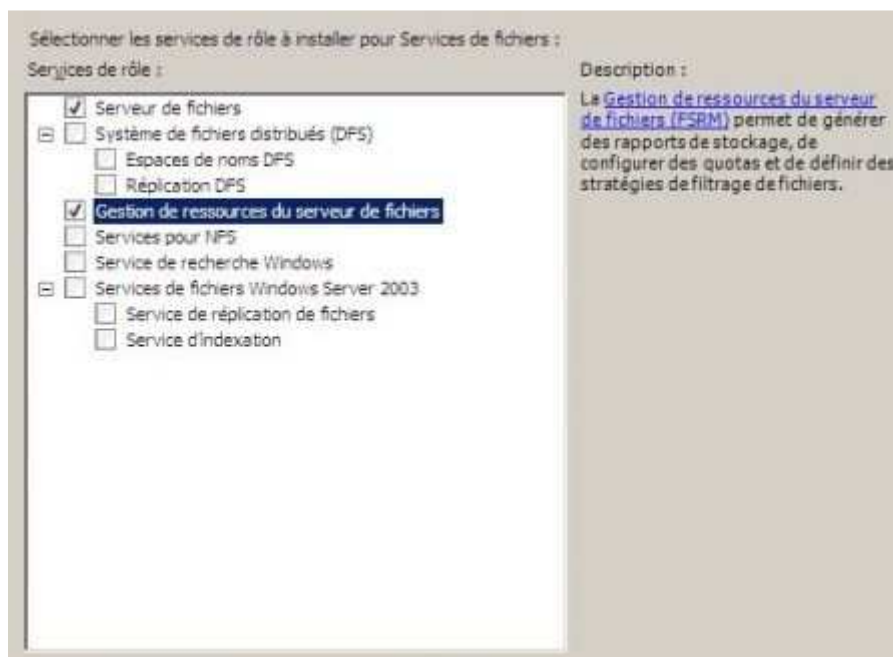 Sélectionner les services de rôle à installer pour Services de fichiers :
Services de rôle :
Serveur de fichiers
Système de fichiers distribués (DFS)
Espaces de noms DFS
Réplication DFS
Gestion de ressources du serveur de fichiers
Services pour NFS
Service de recherche Windows
Services de fichiers Windows Server 2003
Service de réplication de fichiers
Service d'indexation
Description :
La Gestion de ressources du serveur
de fichiers (FSRM) permet de générer
des rapports de stockage, de
configurer des quotas et de définir des
stratégies de filtrage de fichiers.